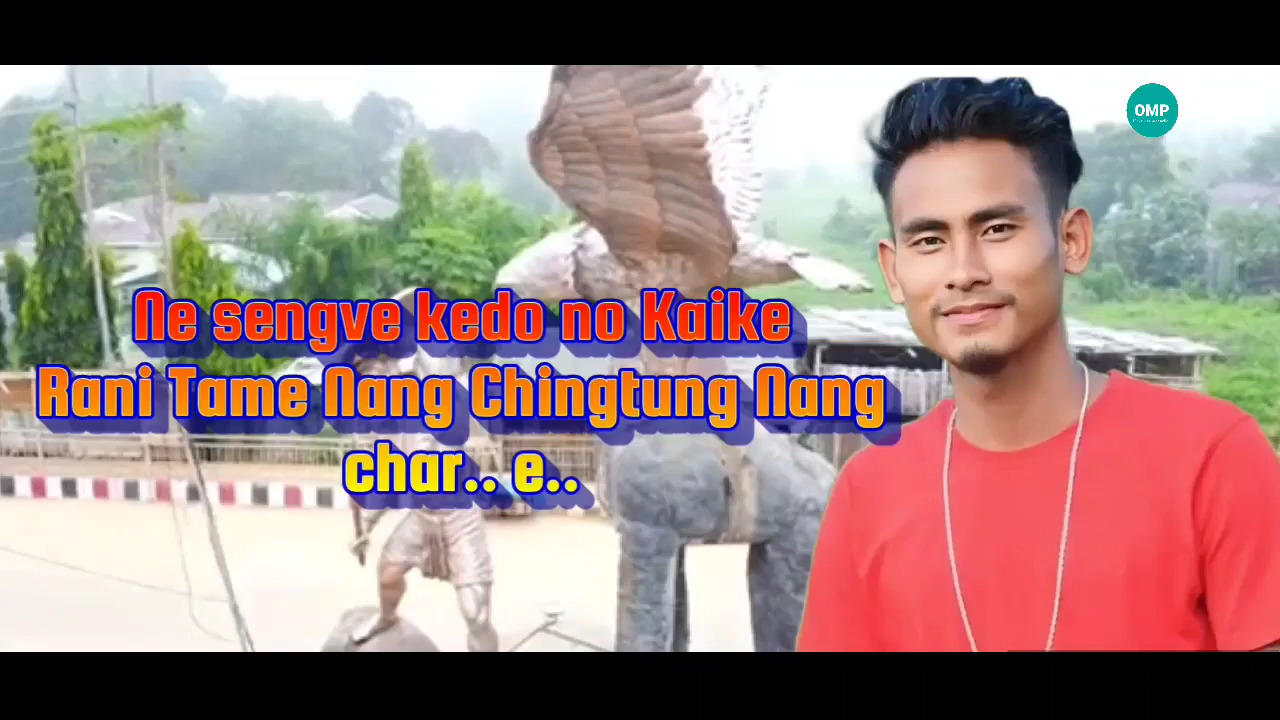 OMP
Ne sengve kedo no Kaike
Rani Tame Nang Chingtung Nang
char.. e..